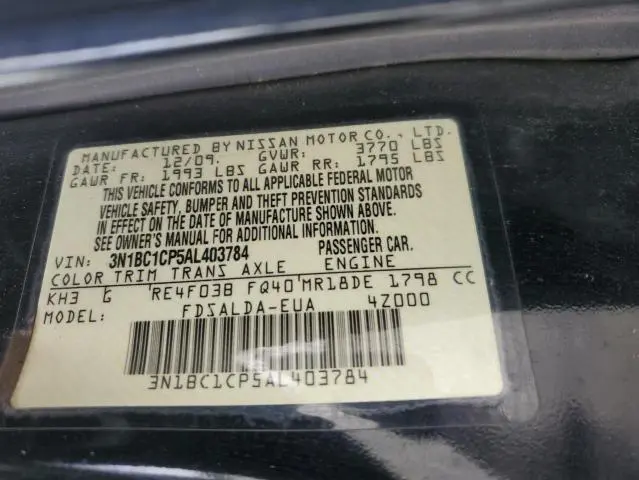 MANUFACTURED BY NISSAN MOTOR CO., LTD.
DATE: 12/09. GVWR: 3770 LBS
GAWR FR: 1993 LBS GAWR RR: 1795 LBS
THIS VEHICLE CONFORMS TO ALL APPLICABLE FEDERAL MOTOR
VEHICLE SAFETY, BUMPER AND THEFT PREVENTION STANDARDS
IN EFFECT ON THE DATE OF MANUFACTURE SHOWN ABOVE.
SEE OWNER'S MANUAL FOR ADDITIONAL INFORMATION.
VIN: 3N1BC1CP5AL403784 PASSENGER CAR.
COLOR TRIM TRANS AXLE ENGINE
KH3 G RE4F03B FQ40 MR18DE 1798 CC
MODEL: FDSALDA-EUA 4Z000
3N1BC1CP5AL403784